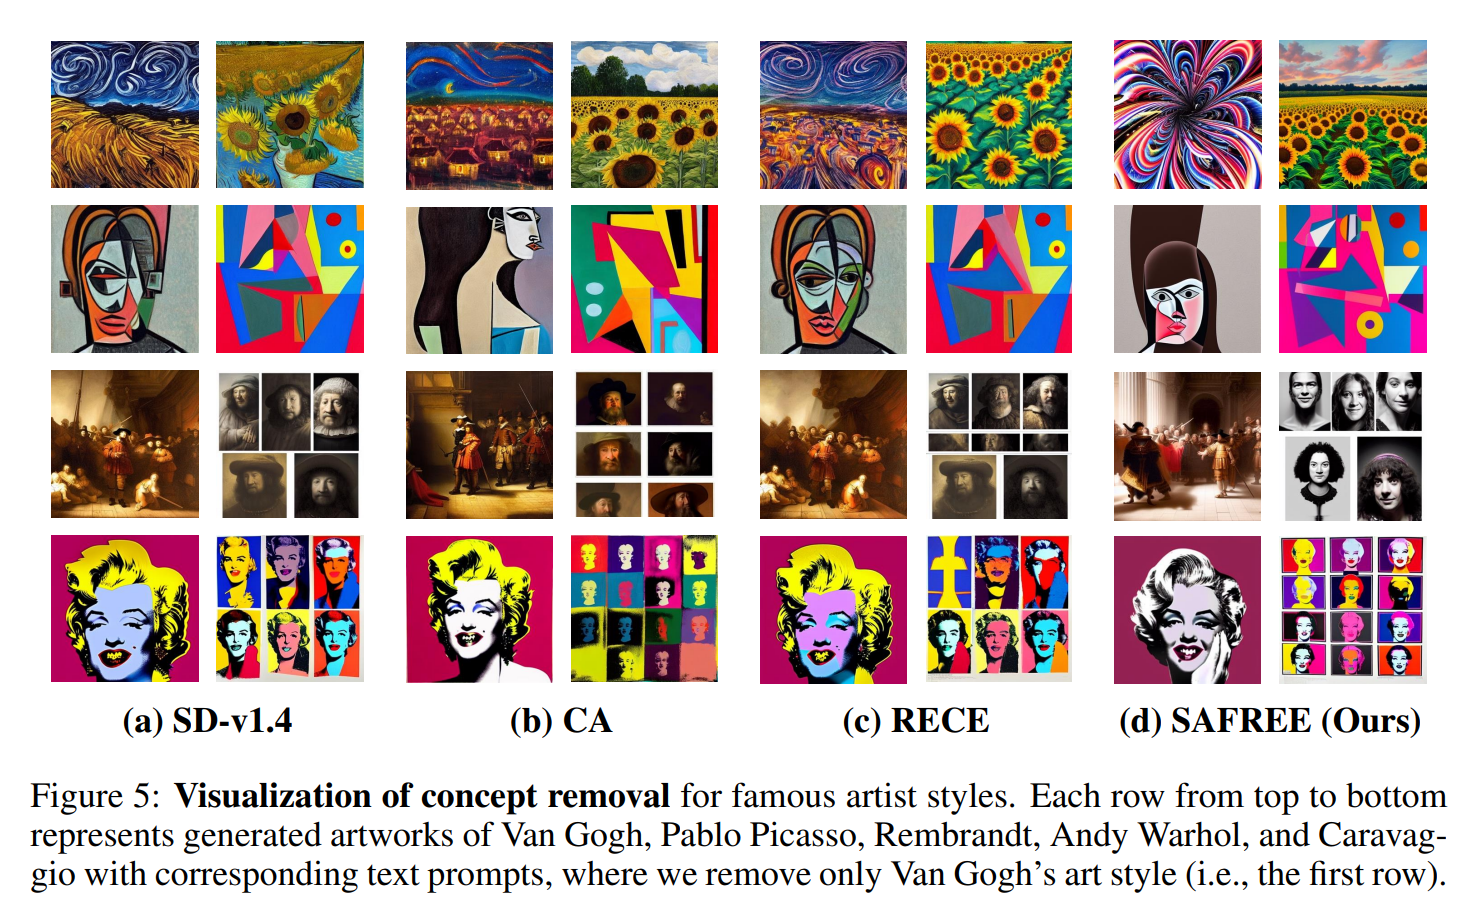 (a) SD-v1.4 (b) CA (c) RECE (d) SAFREE (Ours)
Figure 5: Visualization of concept removal for famous artist styles. Each row from top to bottom
represents generated artworks of Van Gogh, Pablo Picasso, Rembrandt, Andy Warhol, and Caravag-
gio with corresponding text prompts, where we remove only Van Gogh's art style (i.e., the first row).